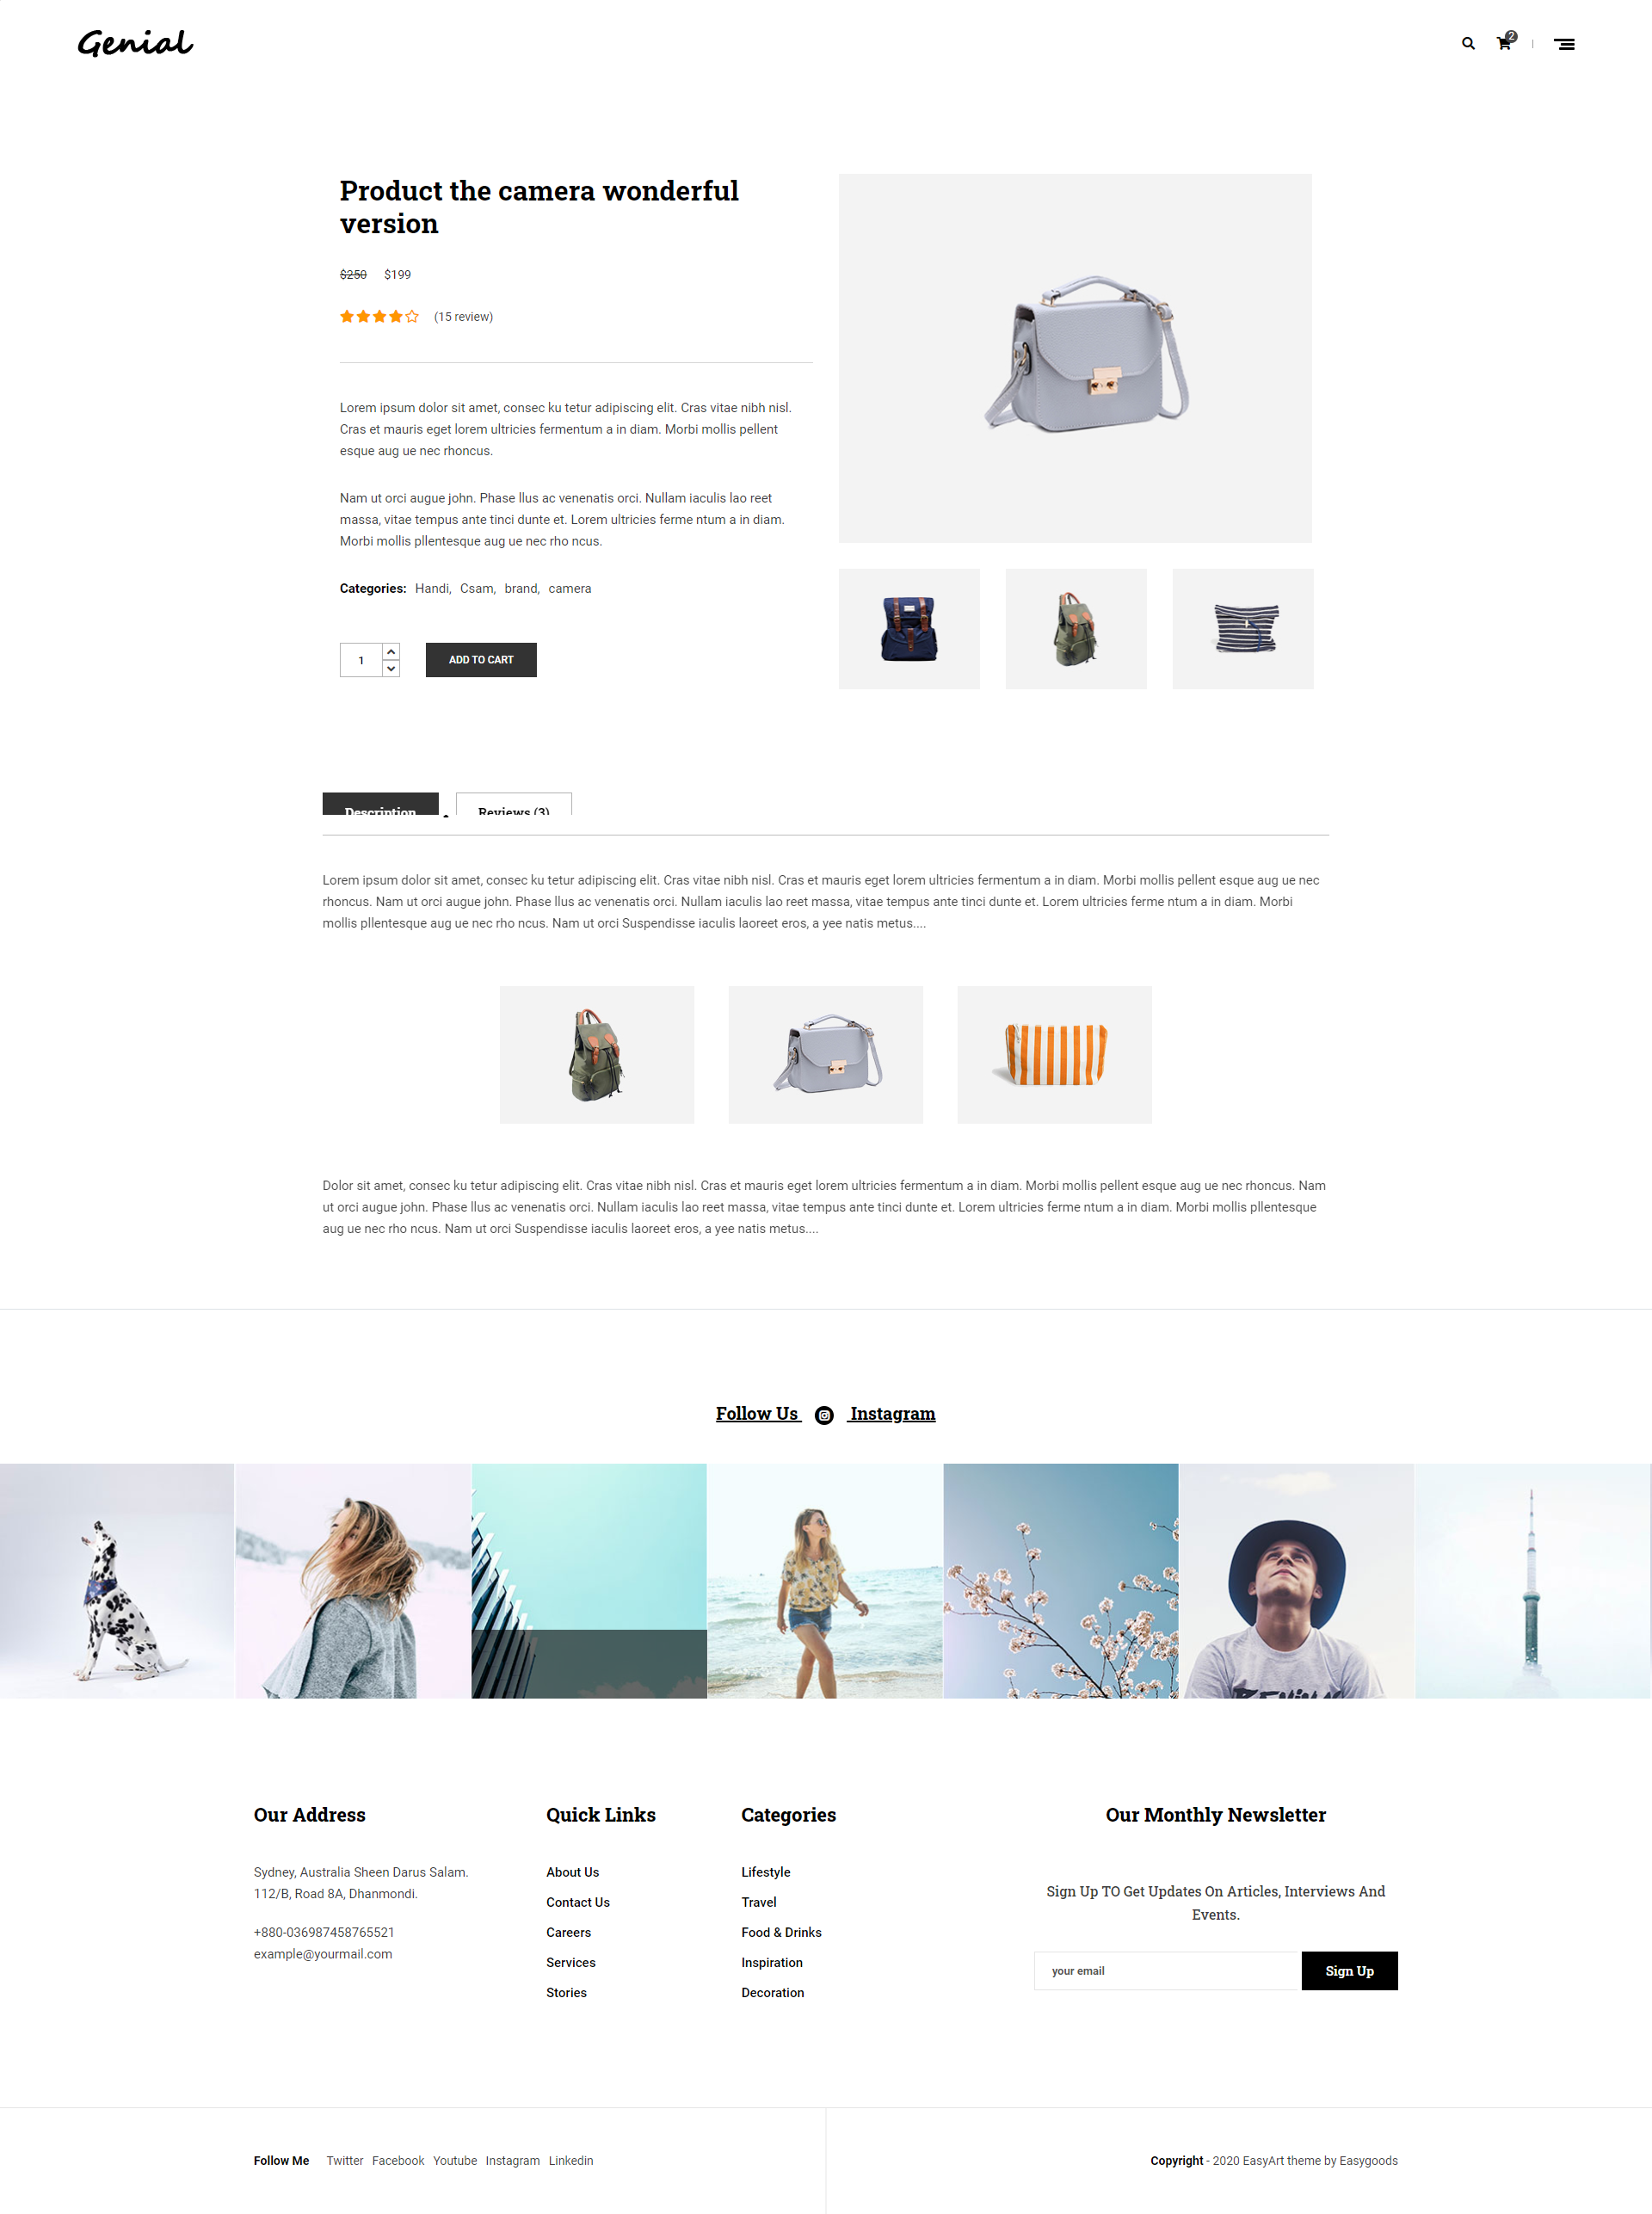 Genial
2
Product the camera wonderful
version
$250 $199
(15 review)
Lorem ipsum dolor sit amet, consec ku tetur adipiscing elit. Cras vitae nibh nisl.
Cras et mauris eget lorem ultricies fermentum a in diam. Morbi mollis pellent
esque aug ue nec rhoncus.
Nam ut orci augue john. Phase llus ac venenatis orci. Nullam iaculis lao reet
massa, vitae tempus ante tinci dunte et. Lorem ultricies ferme ntum a in diam.
Morbi mollis pllentesque aug ue nec rho ncus.
Categories: Handi, Csam, brand, camera
1 ADD TO CART
Description Reviews (3)
Lorem ipsum dolor sit amet, consec ku tetur adipiscing elit. Cras vitae nibh nisl. Cras et mauris eget lorem ultricies fermentum a in diam. Morbi mollis pellent esque aug ue nec
rhoncus. Nam ut orci augue john. Phase llus ac venenatis orci. Nullam iaculis lao reet massa, vitae tempus ante tinci dunte et. Lorem ultricies ferme ntum a in diam. Morbi
mollis pllentesque aug ue nec rho ncus. Nam ut orci Suspendisse iaculis laoreet eros, a yee natis metus....
Dolor sit amet, consec ku tetur adipiscing elit. Cras vitae nibh nisl. Cras et mauris eget lorem ultricies fermentum a in diam. Morbi mollis pellent esque aug ue nec rhoncus. Nam
ut orci augue john. Phase llus ac venenatis orci. Nullam iaculis lao reet massa, vitae tempus ante tinci dunte et. Lorem ultricies ferme ntum a in diam. Morbi mollis pllentesque
aug ue nec rho ncus. Nam ut orci Suspendisse iaculis laoreet eros, a yee natis metus....
Follow Us Instagram
Our Address
Sydney, Australia Sheen Darus Salam.
112/B, Road 8A, Dhanmondi.
+880-036987458765521
example@yourmail.com
Quick Links
About Us
Contact Us
Careers
Services
Stories
Categories
Lifestyle
Travel
Food & Drinks
Inspiration
Decoration
Our Monthly Newsletter
Sign Up TO Get Updates On Articles, Interviews And
Events.
your email Sign Up
Follow Me Twitter Facebook Youtube Instagram Linkedin
Copyright - 2020 EasyArt theme by Easygoods